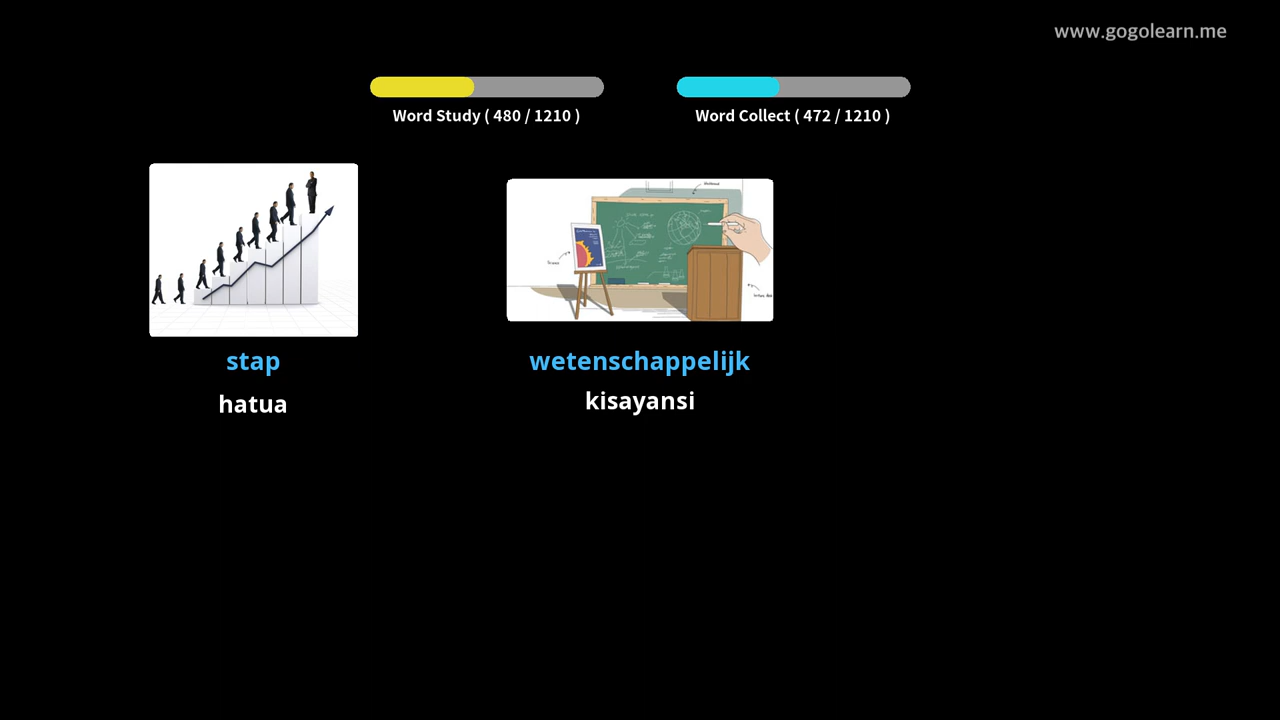 www.gogolearn.me
Word Study ( 480 / 1210 )
Word Collect ( 472 / 1210 )
stap
hatua
wetenschappelijk
kisayansi